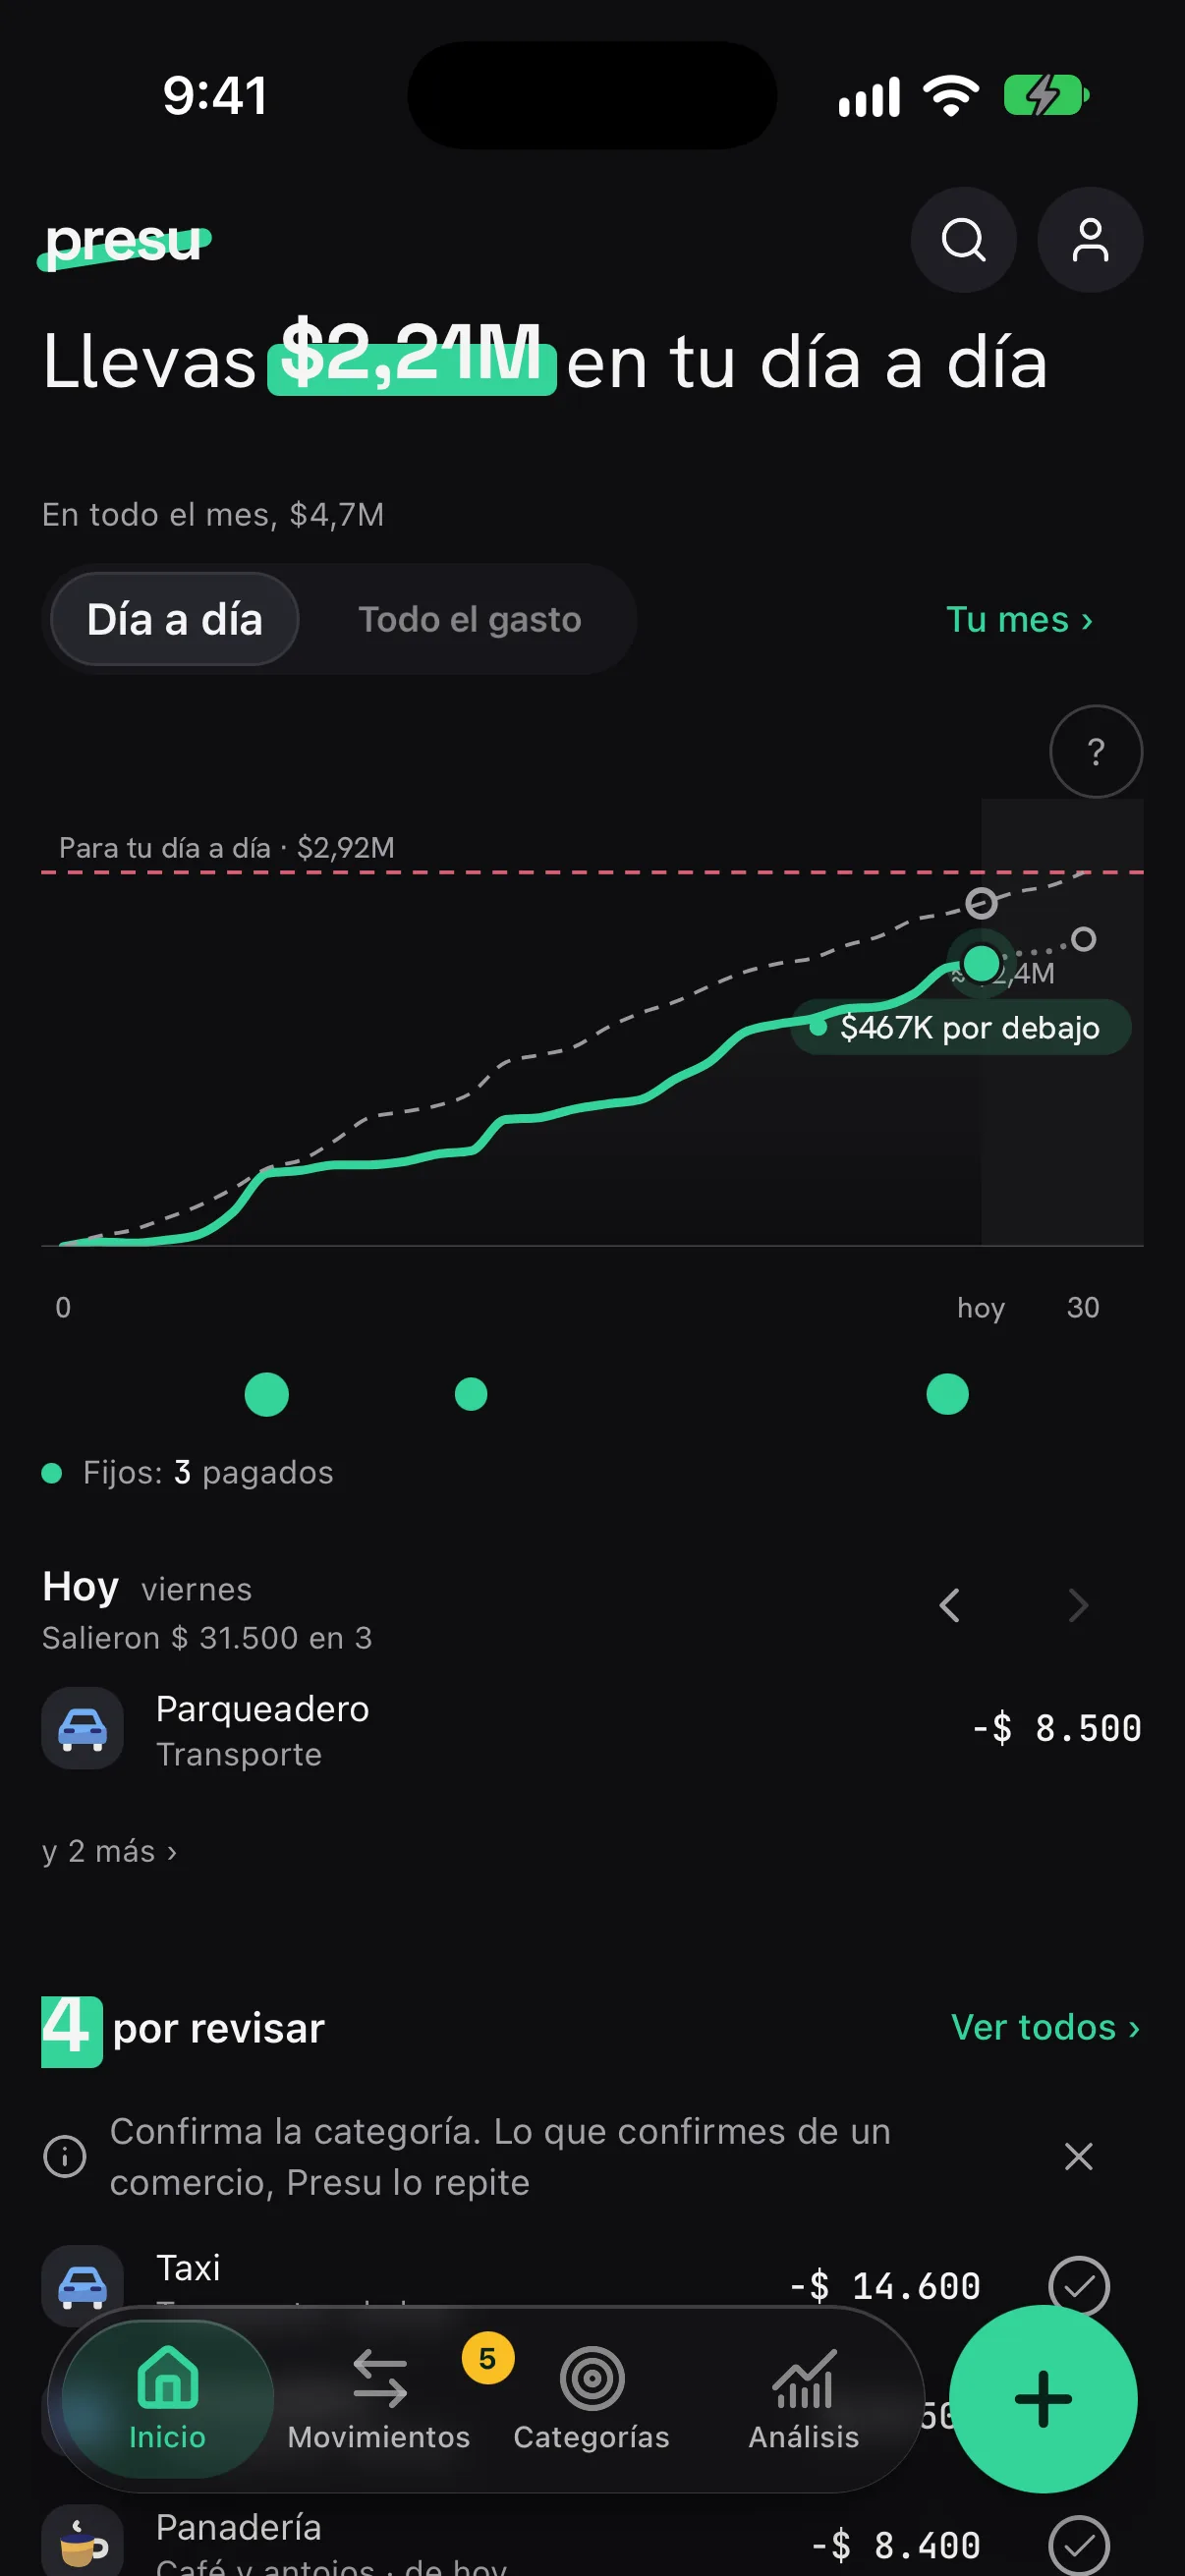 9:41
presu
Llevas $2,21M en tu día a día
En todo el mes, $4,7M
Día a día
Todo el gasto
Tu mes ›
?
Para tu día a día · $2,92M
$467K por debajo
0
hoy
30
Fijos: 3 pagados
Hoy viernes
Salieron $ 31.500 en 3
Parqueadero
-$ 8.500
Transporte
y 2 más ›
4 por revisar
Ver todos ›
Confirma la categoría. Lo que confirmes de un
comercio, Presu lo repite
Taxi
-$ 14.600
5
Inicio
Movimientos
Categorías
Análisis
Panadería
-$ 8.400
Café y antojos · de hoy